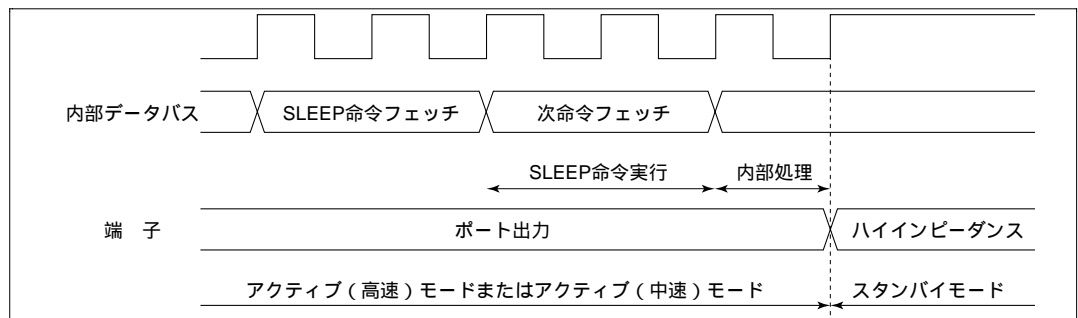 内部データバス SLEEP命令フェッチ 次命令フェッチ
SLEEP命令実行 内部処理
端 子 ポート出力 ハイインピーダンス
アクティブ（高速）モードまたはアクティブ（中速）モード スタンバイモード